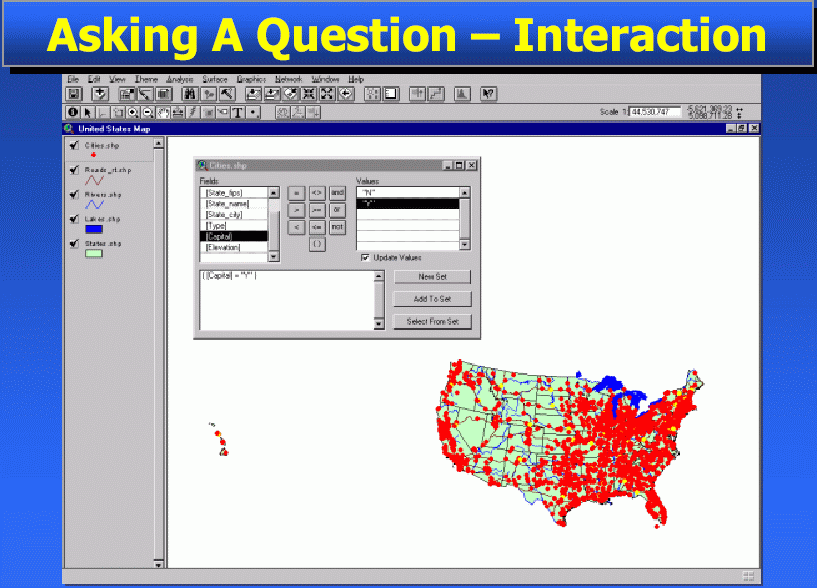 Asking A Question – Interaction
File Edit View Theme Analysis Surface Graphics Network Window Help
Scale 1: 44,530,747
United States Map
Cities.shp
Roads_rt.shp
Rivers.shp
Lakes.shp
States.shp
Cities.shp
Fields
Values
[State_fips]
[State_name]
[State_city]
[Type]
[Capital]
[Elevation]
= <> and
> >= or
< <= not
( )
"N"
"Y"
Update Values
( [Capital] = "Y" )
New Set
Add To Set
Select From Set